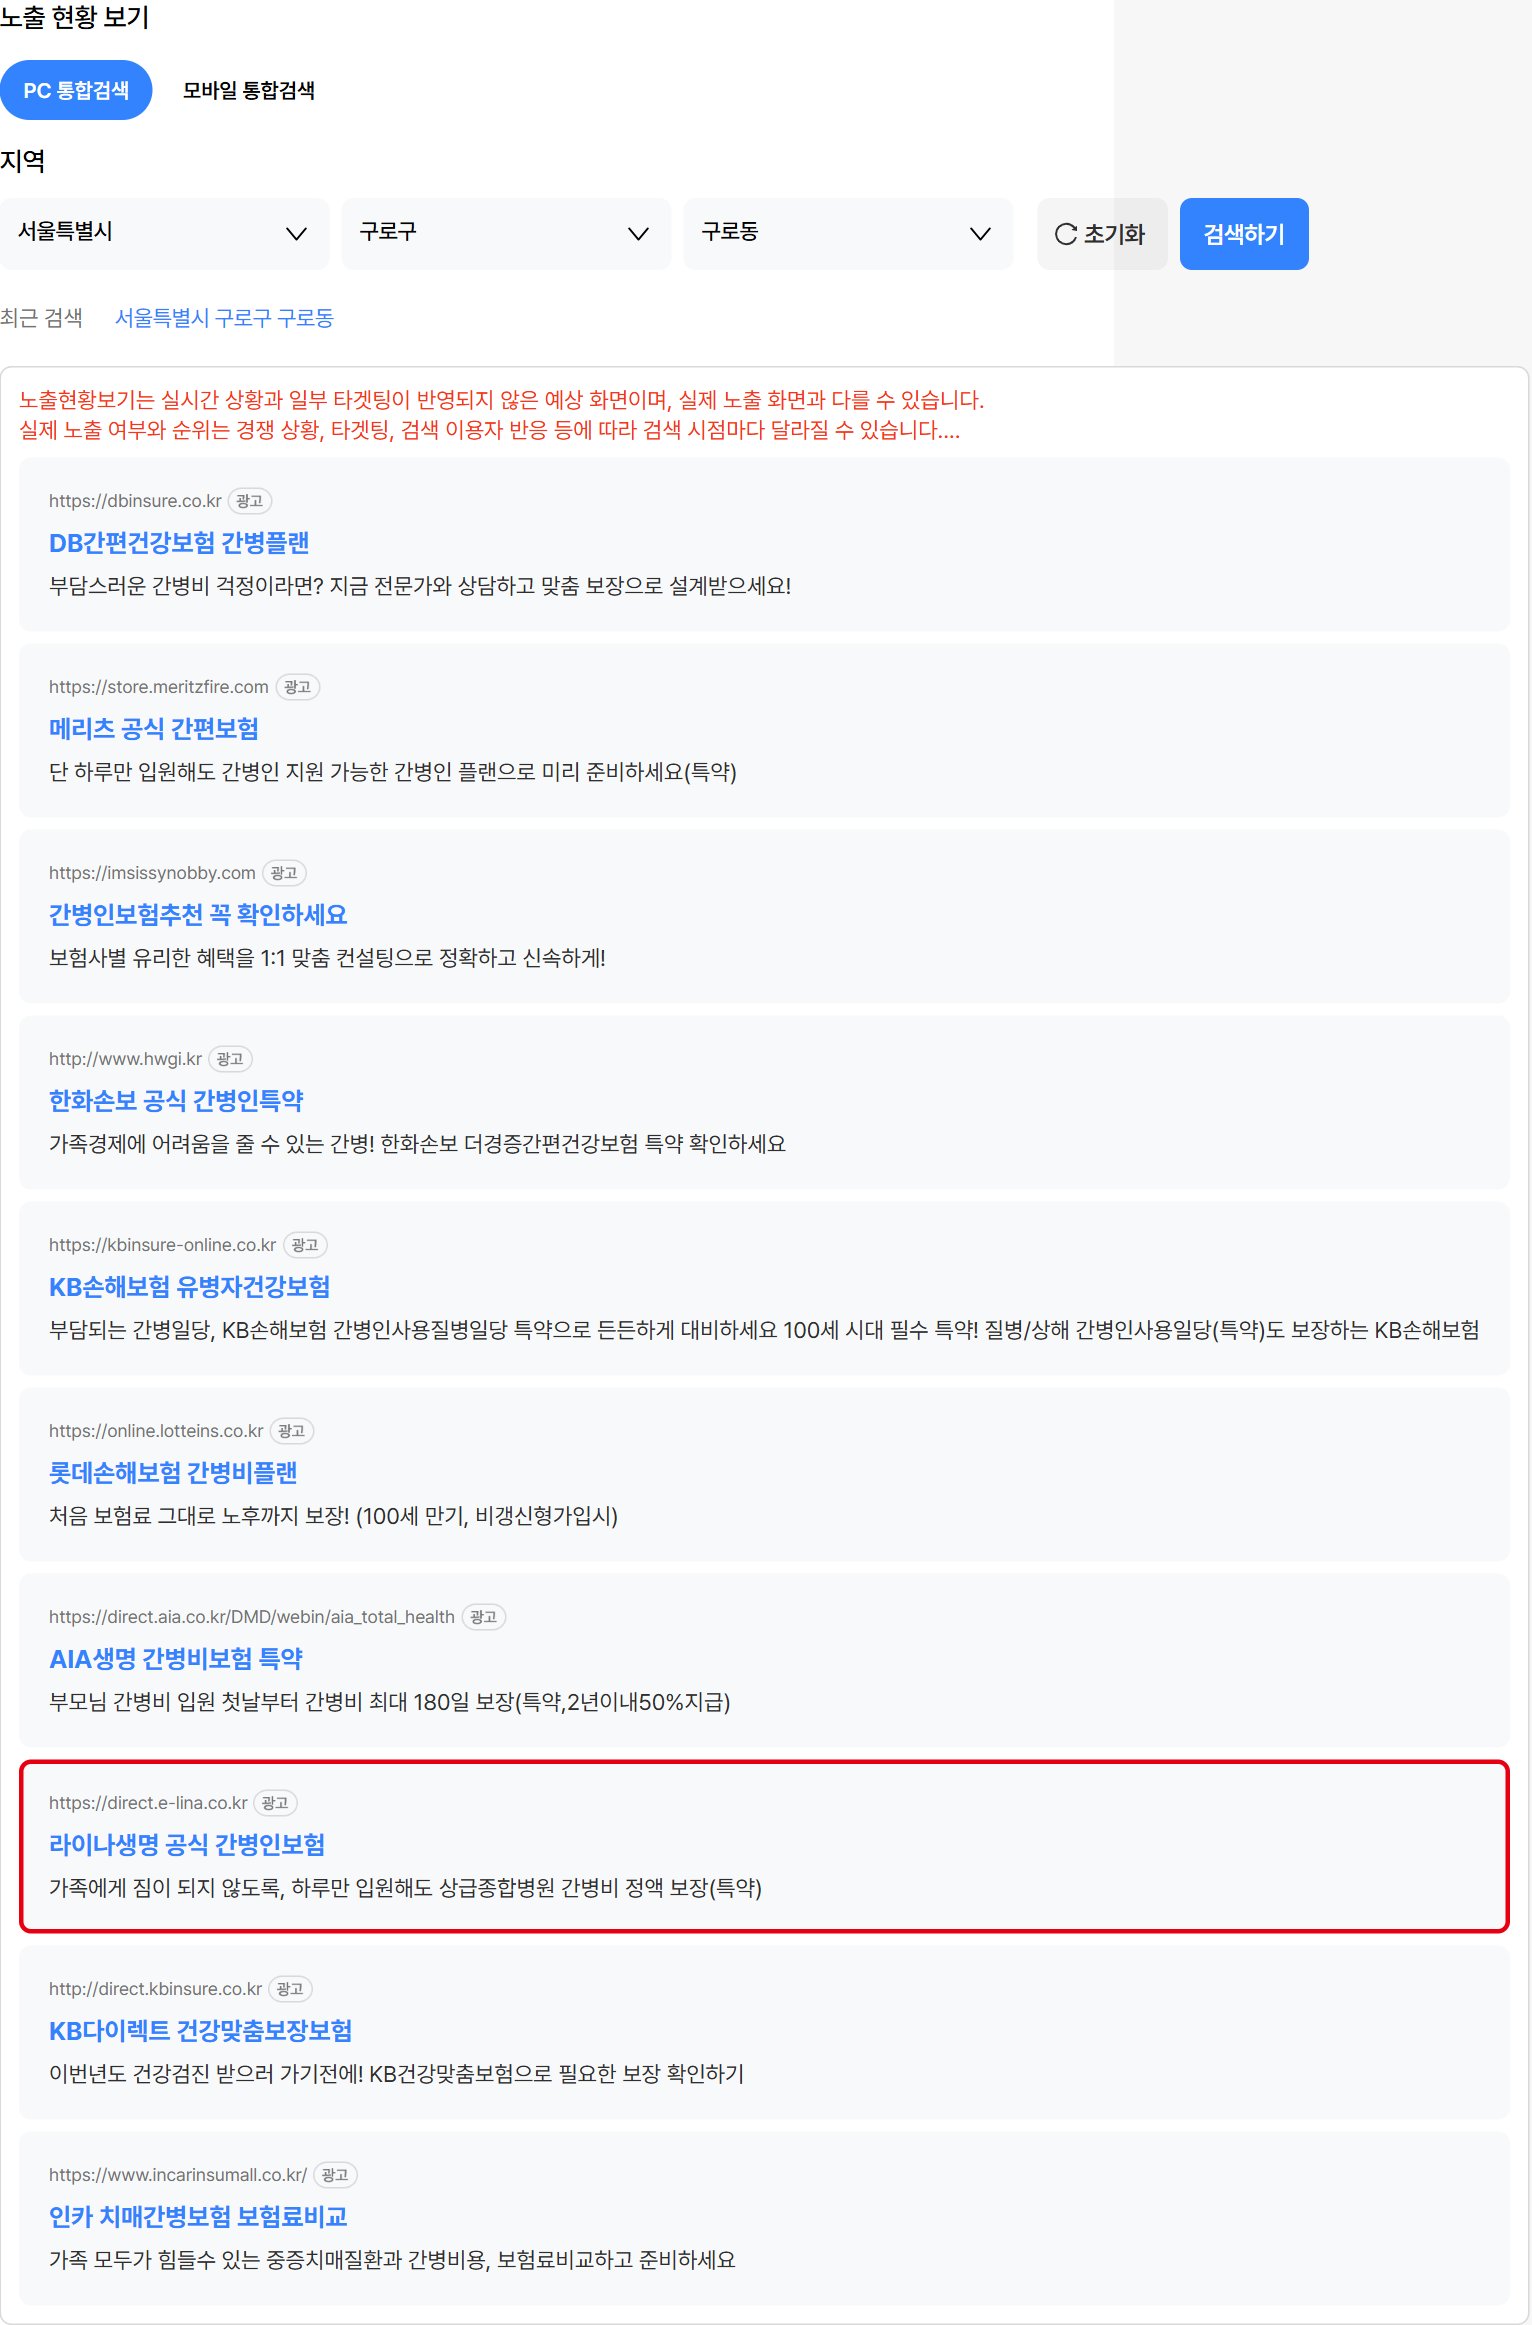 노출 현황 보기
PC 통합검색 모바일 통합검색
지역
서울특별시 구로구 구로동 초기화 검색하기
최근 검색 서울특별시 구로구 구로동
노출현황보기는 실시간 상황과 일부 타겟팅이 반영되지 않은 예상 화면이며, 실제 노출 화면과 다를 수 있습니다.
실제 노출 여부와 순위는 경쟁 상황, 타겟팅, 검색 이용자 반응 등에 따라 검색 시점마다 달라질 수 있습니다....
https://dbinsure.co.kr 광고
DB간편건강보험 간병플랜
부담스러운 간병비 걱정이라면? 지금 전문가와 상담하고 맞춤 보장으로 설계받으세요!
https://store.meritzfire.com 광고
메리츠 공식 간편보험
단 하루만 입원해도 간병인 지원 가능한 간병인 플랜으로 미리 준비하세요(특약)
https://imsissynobby.com 광고
간병인보험추천 꼭 확인하세요
보험사별 유리한 혜택을 1:1 맞춤 컨설팅으로 정확하고 신속하게!
http://www.hwgi.kr 광고
한화손보 공식 간병인특약
가족경제에 어려움을 줄 수 있는 간병! 한화손보 더경증간편건강보험 특약 확인하세요
https://kbinsure-online.co.kr 광고
KB손해보험 유병자건강보험
부담되는 간병일당, KB손해보험 간병인사용질병일당 특약으로 든든하게 대비하세요 100세 시대 필수 특약! 질병/상해 간병인사용일당(특약)도 보장하는 KB손해보험
https://online.lotteins.co.kr 광고
롯데손해보험 간병비플랜
처음 보험료 그대로 노후까지 보장! (100세 만기, 비갱신형가입시)
https://direct.aia.co.kr/DMD/webin/aia_total_health 광고
AIA생명 간병비보험 특약
부모님 간병비 입원 첫날부터 간병비 최대 180일 보장(특약,2년이내50%지급)
https://direct.e-lina.co.kr 광고
라이나생명 공식 간병인보험
가족에게 짐이 되지 않도록, 하루만 입원해도 상급종합병원 간병비 정액 보장(특약)
http://direct.kbinsure.co.kr 광고
KB다이렉트 건강맞춤보장보험
이번년도 건강검진 받으러 가기전에! KB건강맞춤보험으로 필요한 보장 확인하기
https://www.incarinsumall.co.kr/ 광고
인카 치매간병보험 보험료비교
가족 모두가 힘들수 있는 중증치매질환과 간병비용, 보험료비교하고 준비하세요